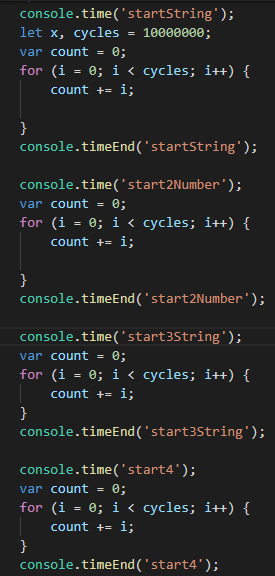 console.time('startString');
let x, cycles = 10000000;
var count = 0;
for (i = 0; i < cycles; i++) {
    count += i;

}
console.timeEnd('startString');

console.time('start2Number');
var count = 0;
for (i = 0; i < cycles; i++) {
    count += i;

}
console.timeEnd('start2Number');

console.time('start3String');
var count = 0;
for (i = 0; i < cycles; i++) {
    count += i;
}
console.timeEnd('start3String');

console.time('start4');
var count = 0;
for (i = 0; i < cycles; i++) {
    count += i;
}
console.timeEnd('start4');